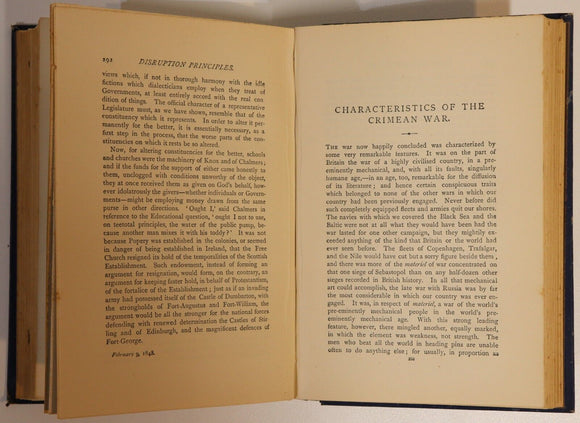 292 DISRUPTION PRINCIPLES.
views which, if not in thorough harmony with the idle
fictions which dialecticians employ when they treat of
Governments, at least entirely accord with the real con-
dition of things. The official character of a representative
Legislature must, as we have shown, resemble that of the
constituency which it represents. In order to alter it per-
manently for the better, it is essentially necessary, as a
first step in the process, that the worse parts of the con-
stituencies on which it rests be so altered.
Now, for altering constituencies for the better, schools
and churches were the machinery of Knox and of Chalmers;
and if the funds for the support of either came honestly to
them, unclogged with conditions unworthy of the object,
they at once received them as given on God's behalf, how-
ever idolatrously the givers—whether individuals or Govern-
ments—might be employing money drawn from the same
purse in other directions. 'Ought I,' said Chalmers in
reference to the Educational question, 'ought I not to use,
on teetotal principles, the water of the public pump, be-
cause another man mixes it with his toddy?' It was not
because Popery was established in the colonies, or seemed
in danger of being established in Ireland, that the Free
Church resigned its hold of the temporalities of the Scottish
Establishment. Such endowment, instead of forming an
argument for resignation, would form, on the contrary, an
argument for keeping faster hold, in behalf of Protestantism,
of the fortalice of the Establishment; just as if an invading
army had possessed itself of the Castle of Dumbarton, with
the strongholds of Fort-Augustus and Fort-William, the
argument would be all the stronger for the national forces
defending with renewed determination the Castles of Stir-
ling and of Edinburgh, and the magnificent defences of
Fort-George.
February 9, 1848.
CHARACTERISTICS OF THE
CRIMEAN WAR.
THE war now happily concluded was characterized by
some very remarkable features. It was on the part of
Britain the war of a highly civilised country, in a pre-
eminently mechanical, and, with all its faults, singularly
humane age,—in an age, too, remarkable for the diffusion
of its literature; and hence certain conspicuous traits
which belonged to none of the other wars in which our
country had been previously engaged. Never before did
such completely equipped fleets and armies quit our shores.
The navies with which we covered the Black Sea and the
Baltic were not at all what they would have been had the
war lasted for one other campaign, but they mightily ex-
ceeded anything of the kind that Britain or the world had
ever seen before. The fleets of Copenhagen, Trafalgar,
and the Nile would have cut but a sorry figure beside them,
and there was more of the materiel of war concentrated on
that one siege of Sebastopol than on any half-dozen other
sieges recorded in British history. In all that mechanical
art could accomplish, the late war with Russia was by far
the most considerable in which our country was ever en-
gaged. It was, in respect of materiel, a war of the world's
pre-eminently mechanical people in the world's pre-
eminently mechanical age. With this strong leading
feature, however, there mingled another, equally marked,
in which the element was weakness, not strength. The
men who beat all the world in heading pins are unable
often to do anything else; for usually, in proportion as